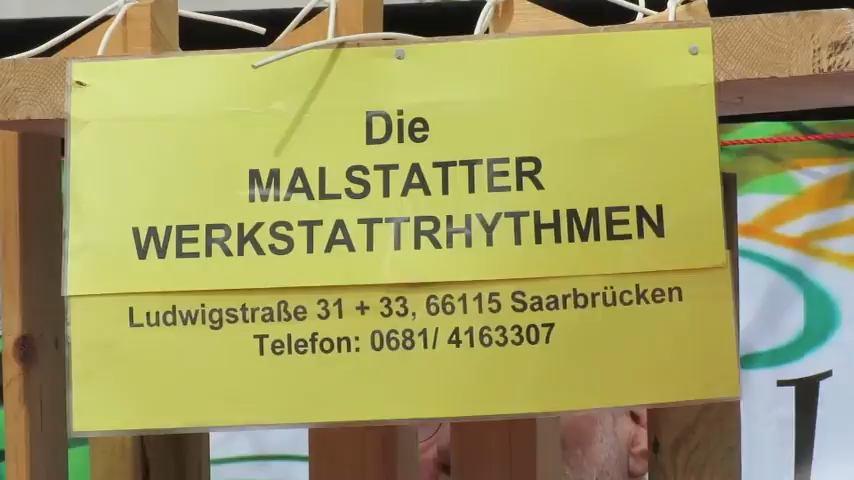 Die
MALSTATTER
WERKSTATTRHYTHMEN
Ludwigstraße 31 + 33, 66115 Saarbrücken
Telefon: 0681/ 4163307